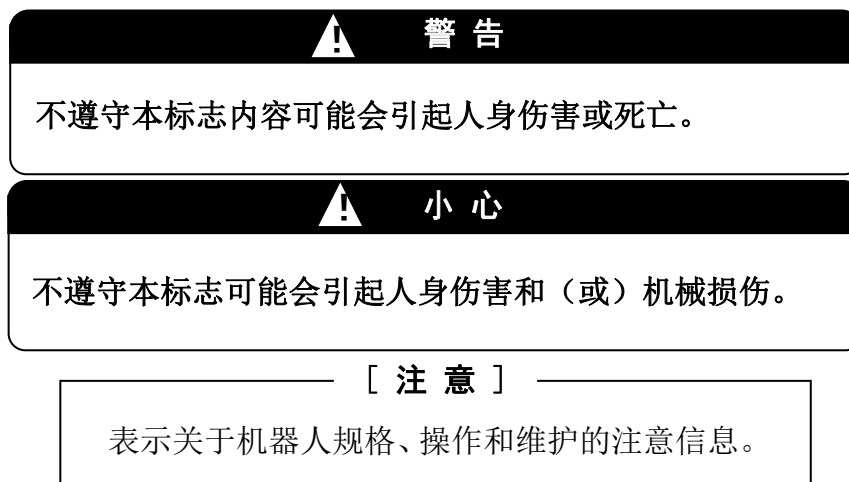 警 告
不遵守本标志内容可能会引起人身伤害或死亡。
小 心
不遵守本标志可能会引起人身伤害和（或）机械损伤。
［ 注 意 ］
表示关于机器人规格、操作和维护的注意信息。